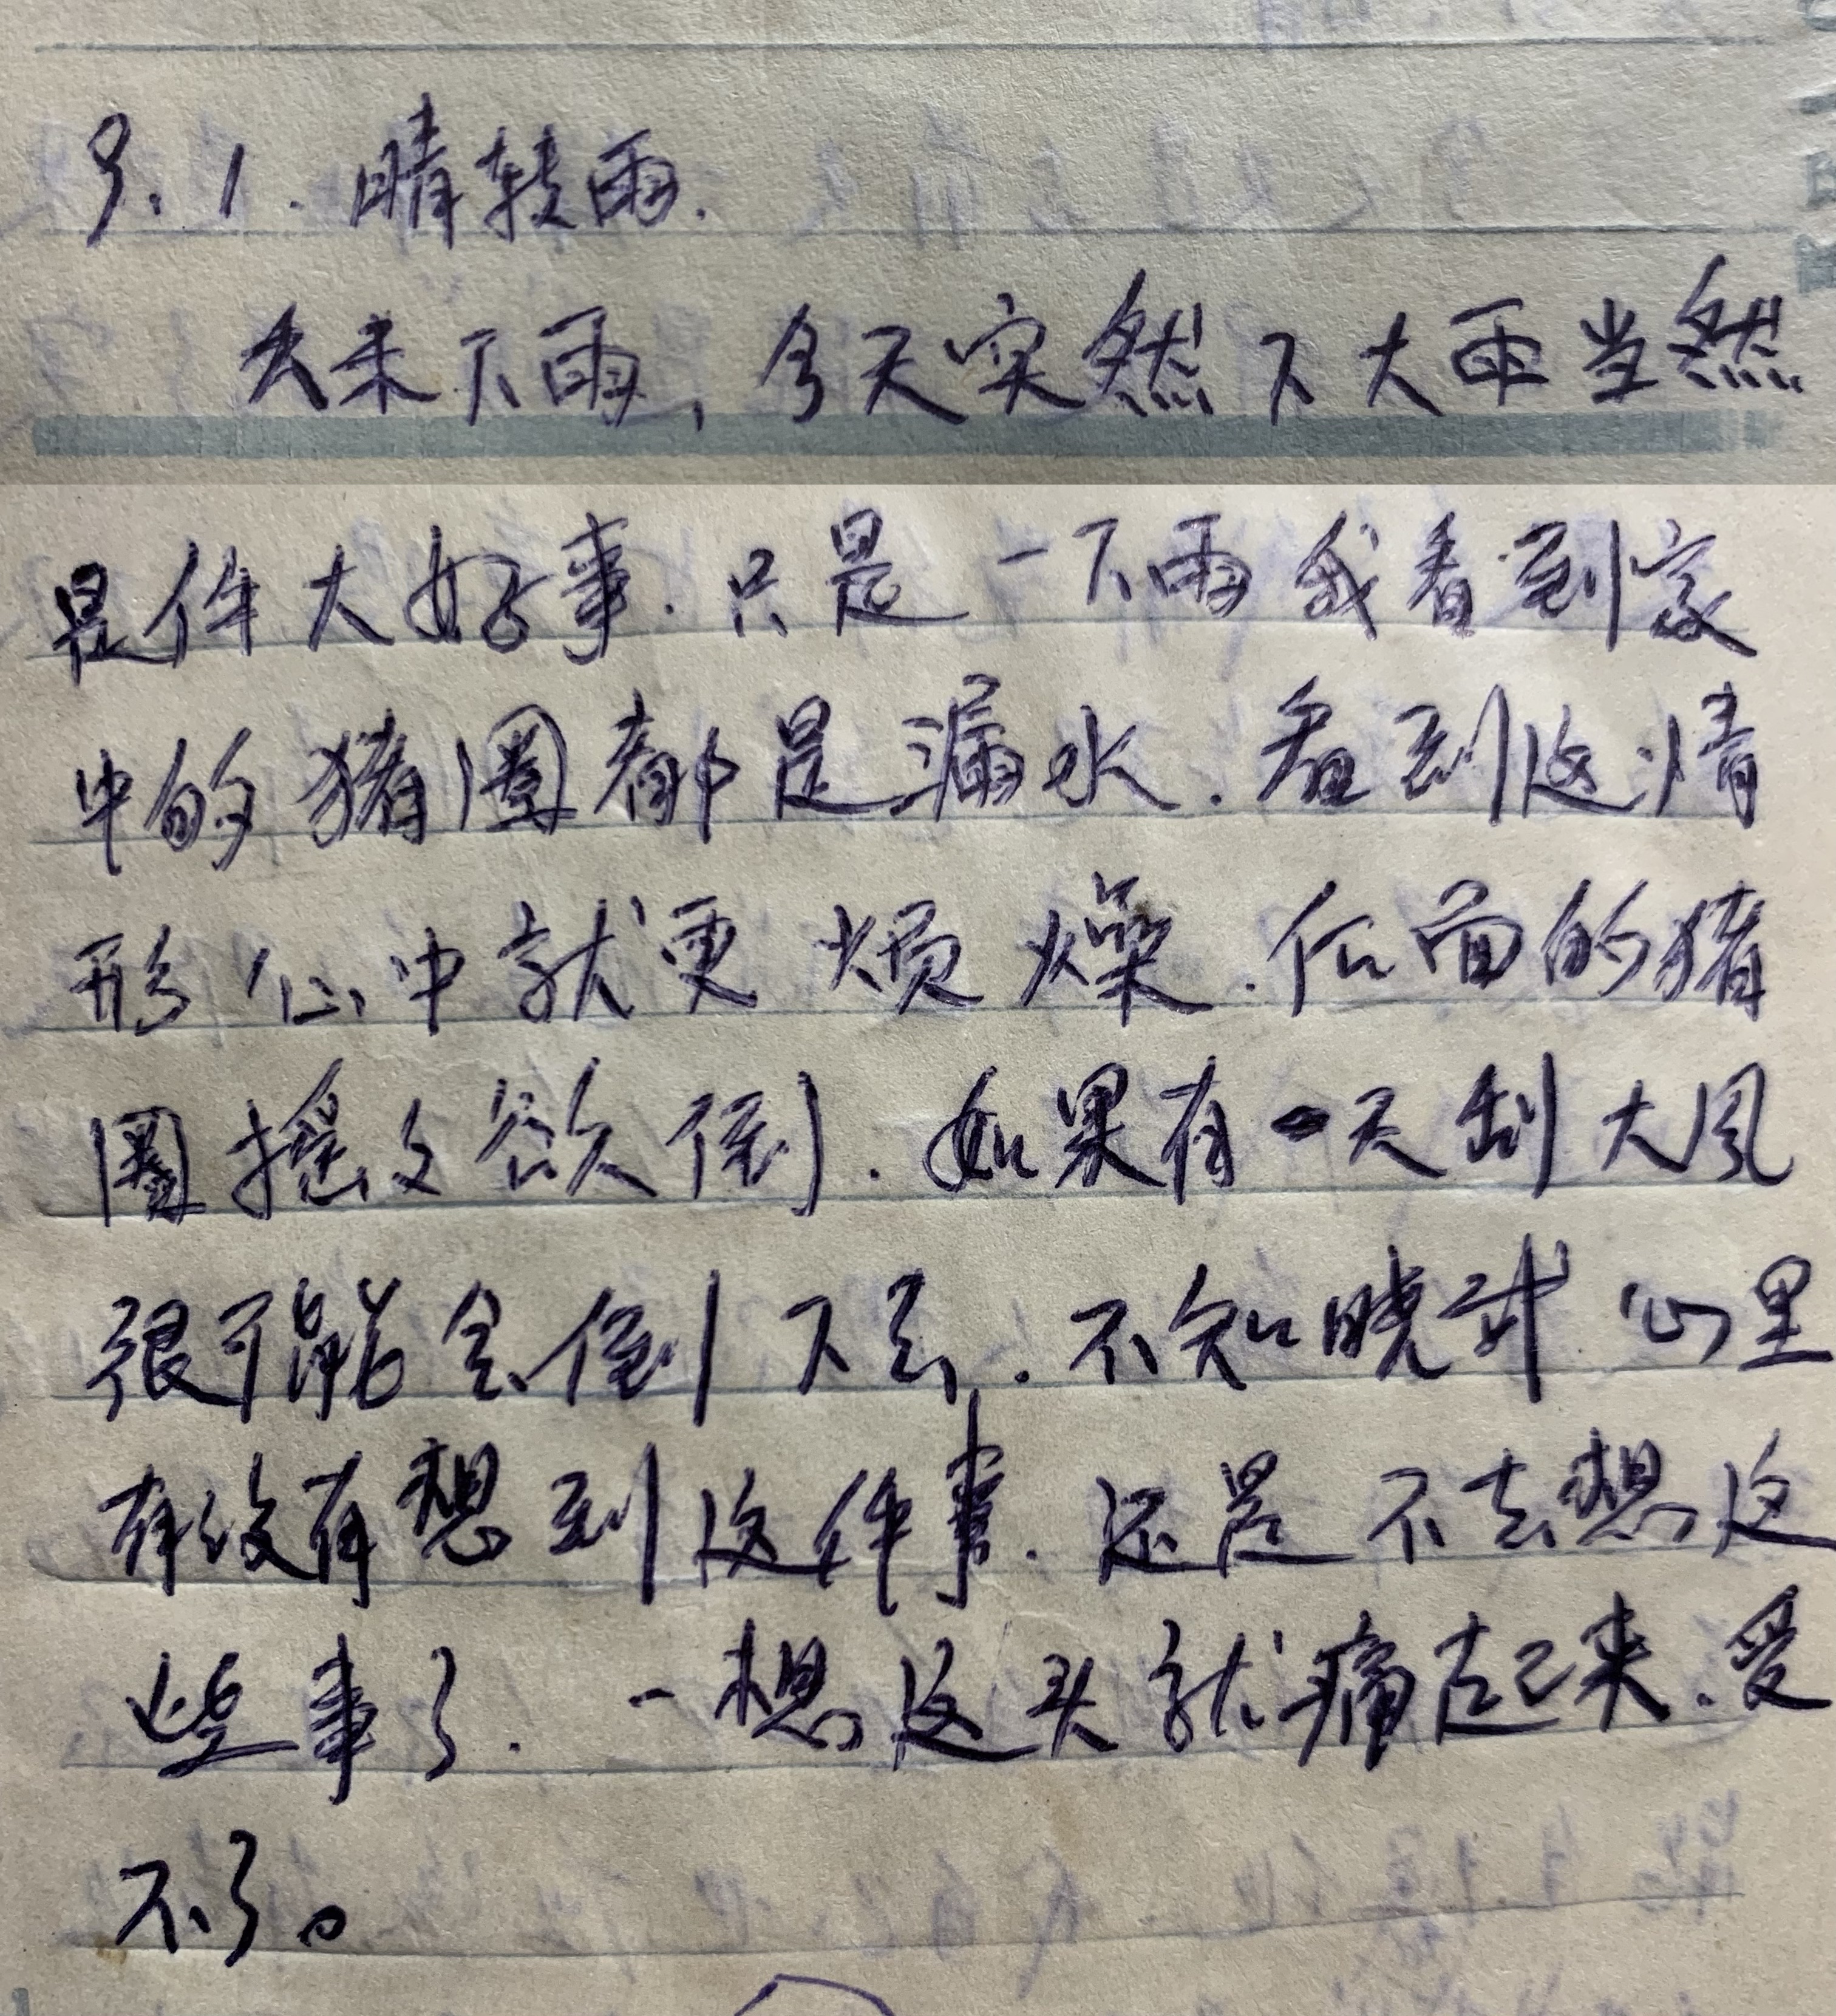 9.1.晴转雨.
久未下雨,今天突然下大雨当然
是件大好事.只是一下雨我看到家
中的猪圈都是漏水.看到这情
形心中就更烦燥.后面的猪
圈摇摇欲倒.如果有一天刮大风
很可能会倒下去.不知晓 心里
有没有想到这件事.还是不去想这
些事了.一想这头就痛起来.受
不了。